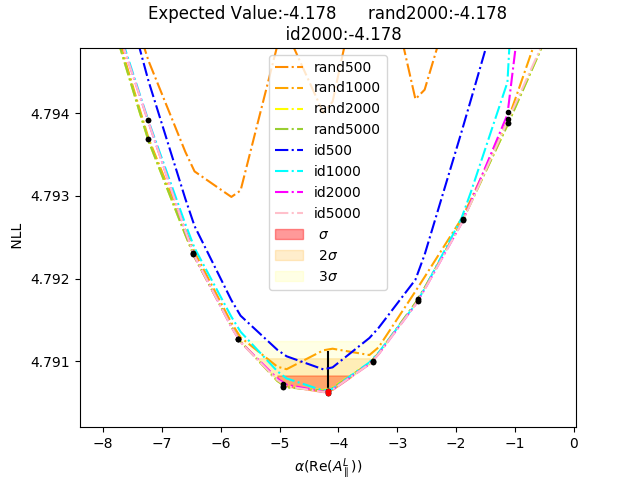 Expected Value:-4.178 rand2000:-4.178
id2000:-4.178
NLL
4.794
4.793
4.792
4.791
rand500
rand1000
rand2000
rand5000
id500
id1000
id2000
id5000
σ
2σ
3σ
−8 −7 −6 −5 −4 −3 −2 −1 0
α(Re(A_∥^L))